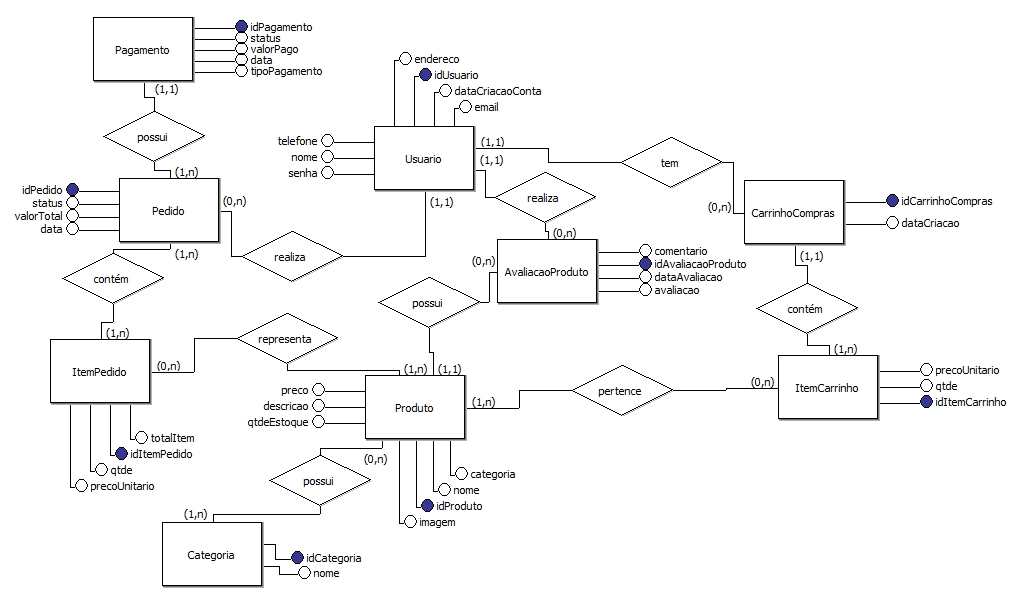 Pagamento
idPagamento
status
valorPago
data
tipoPagamento
(1,1)
possui
(1,n)
idPedido
status
valorTotal
data
Pedido
(0,n)
(1,n)
contém
(1,n)
ItemPedido
(0,n)
totalItem
idItemPedido
qtde
precoUnitario
endereco
idUsuario
dataCriacaoConta
email
telefone
nome
senha
Usuario
(1,1)
(1,1)
(1,1)
realiza
realiza
(0,n)
tem
(0,n)
CarrinhoCompras
idCarrinhoCompras
dataCriacao
(1,1)
contém
(1,n)
ItemCarrinho
precoUnitario
qtde
idItemCarrinho
(0,n)
pertence
(0,n)
AvaliacaoProduto
comentario
idAvaliacaoProduto
dataAvaliacao
avaliacao
possui
representa
(1,n)
(1,1)
preco
descricao
qtdeEstoque
Produto
(1,n)
(0,n)
categoria
nome
idProduto
imagem
possui
(1,n)
Categoria
idCategoria
nome